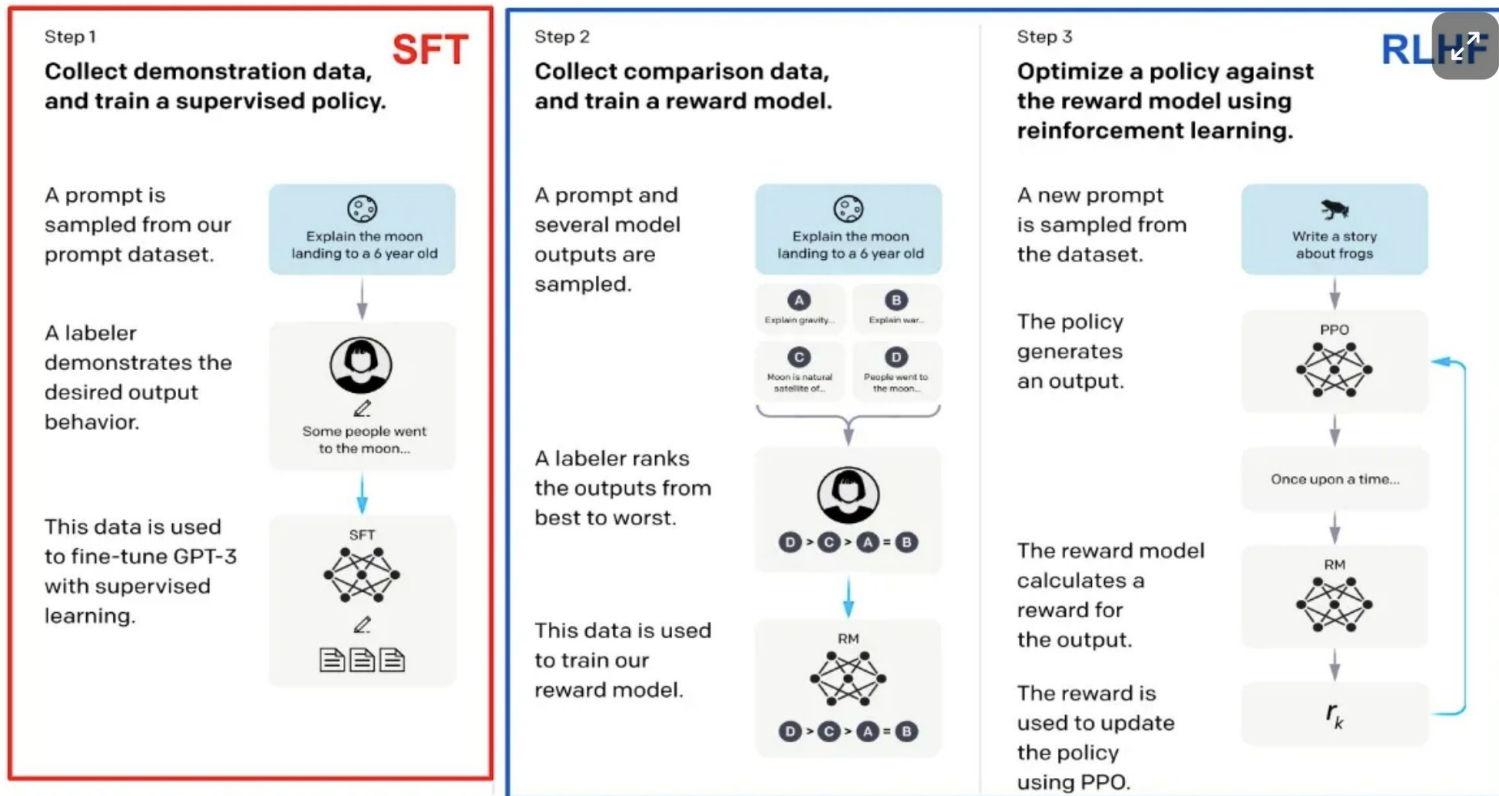 Step 1
SFT
Collect demonstration data,
and train a supervised policy.
A prompt is
sampled from our
prompt dataset.
Explain the moon
landing to a 6 year old
A labeler
demonstrates the
desired output
behavior.
Some people went
to the moon...
This data is used
to fine-tune GPT-3
with supervised
learning.
SFT
Step 2
Collect comparison data,
and train a reward model.
A prompt and
several model
outputs are
sampled.
Explain the moon
landing to a 6 year old
A
Explain gravity...
B
Explain war...
C
Moon is natural
satellite of...
D
People went to
the moon...
A labeler ranks
the outputs from
best to worst.
D > C > A = B
This data is used
to train our
reward model.
RM
D > C > A = B
Step 3
RLHF
Optimize a policy against
the reward model using
reinforcement learning.
A new prompt
is sampled from
the dataset.
Write a story
about frogs
The policy
generates
an output.
PPO
Once upon a time...
The reward model
calculates a
reward for
the output.
RM
The reward is
used to update
the policy
using PPO.
rₖ